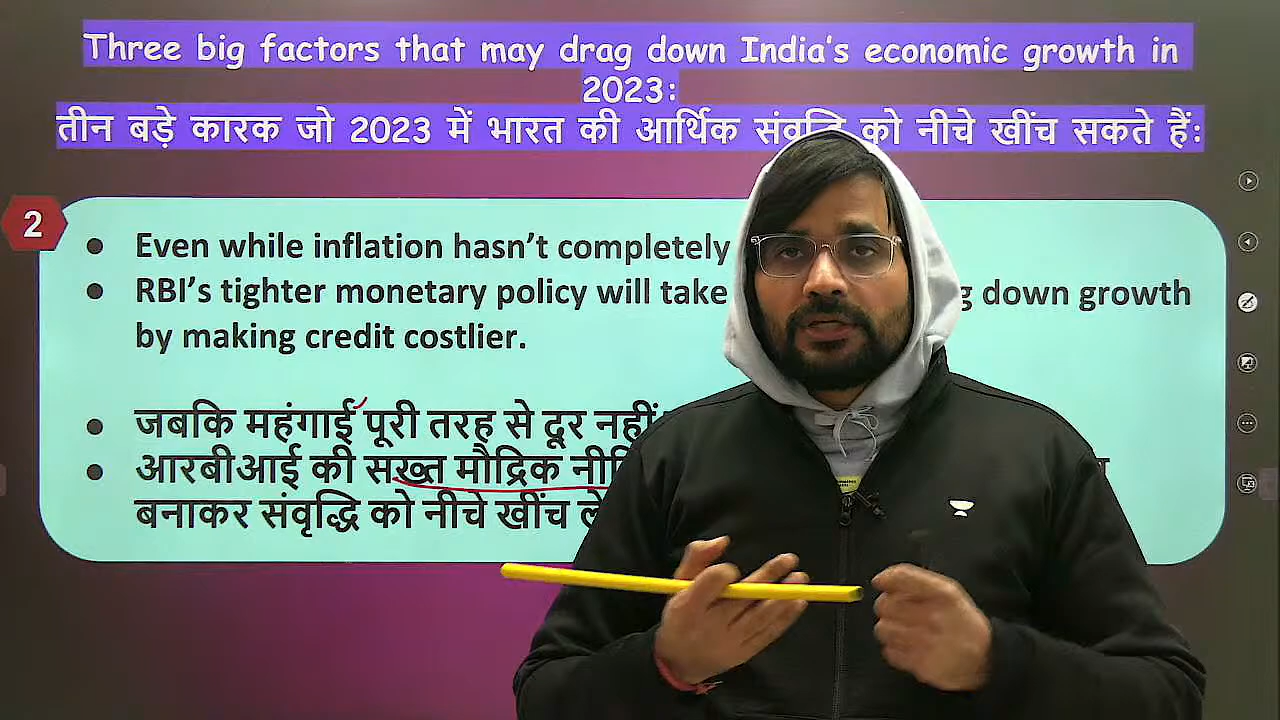 Three big factors that may drag down India's economic growth in
2023:
तीन बड़े कारक जो 2023 में भारत की आर्थिक संवृद्धि को नीचे खींच सकते हैं:
2
Even while inflation hasn't completely
RBI's tighter monetary policy will take down growth
by making credit costlier.
जबकि महंगाई पूरी तरह से दूर नहीं
आरबीआई की सख्त मौद्रिक
बनाकर संवृद्धि को नीचे खींच